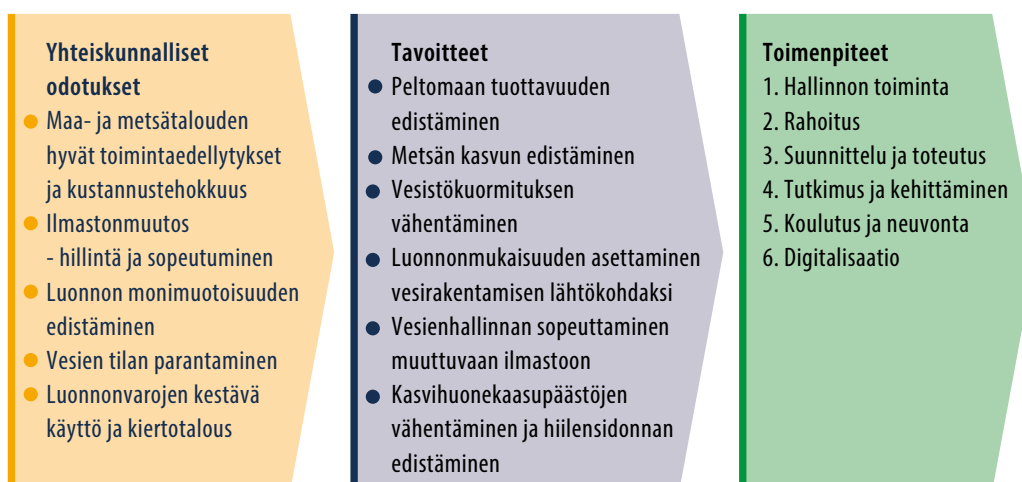 Yhteiskunnalliset
odotukset
● Maa- ja metsätalouden
hyvät toimintaedellytykset
ja kustannustehokkuus
● Ilmastonmuutos
- hillintä ja sopeutuminen
● Luonnon monimuotoisuuden
edistäminen
● Vesien tilan parantaminen
● Luonnonvarojen kestävä
käyttö ja kiertotalous
Tavoitteet
● Peltomaan tuottavuuden
edistäminen
● Metsän kasvun edistäminen
● Vesistökuormituksen
vähentäminen
● Luonnonmukaisuuden asettaminen
vesirakentamisen lähtökohdaksi
● Vesienhallinnan sopeuttaminen
muuttuvaan ilmastoon
● Kasvihuonekaasupäästöjen
vähentäminen ja hiilensidonnan
edistäminen
Toimenpiteet
1. Hallinnon toiminta
2. Rahoitus
3. Suunnittelu ja toteutus
4. Tutkimus ja kehittäminen
5. Koulutus ja neuvonta
6. Digitalisaatio